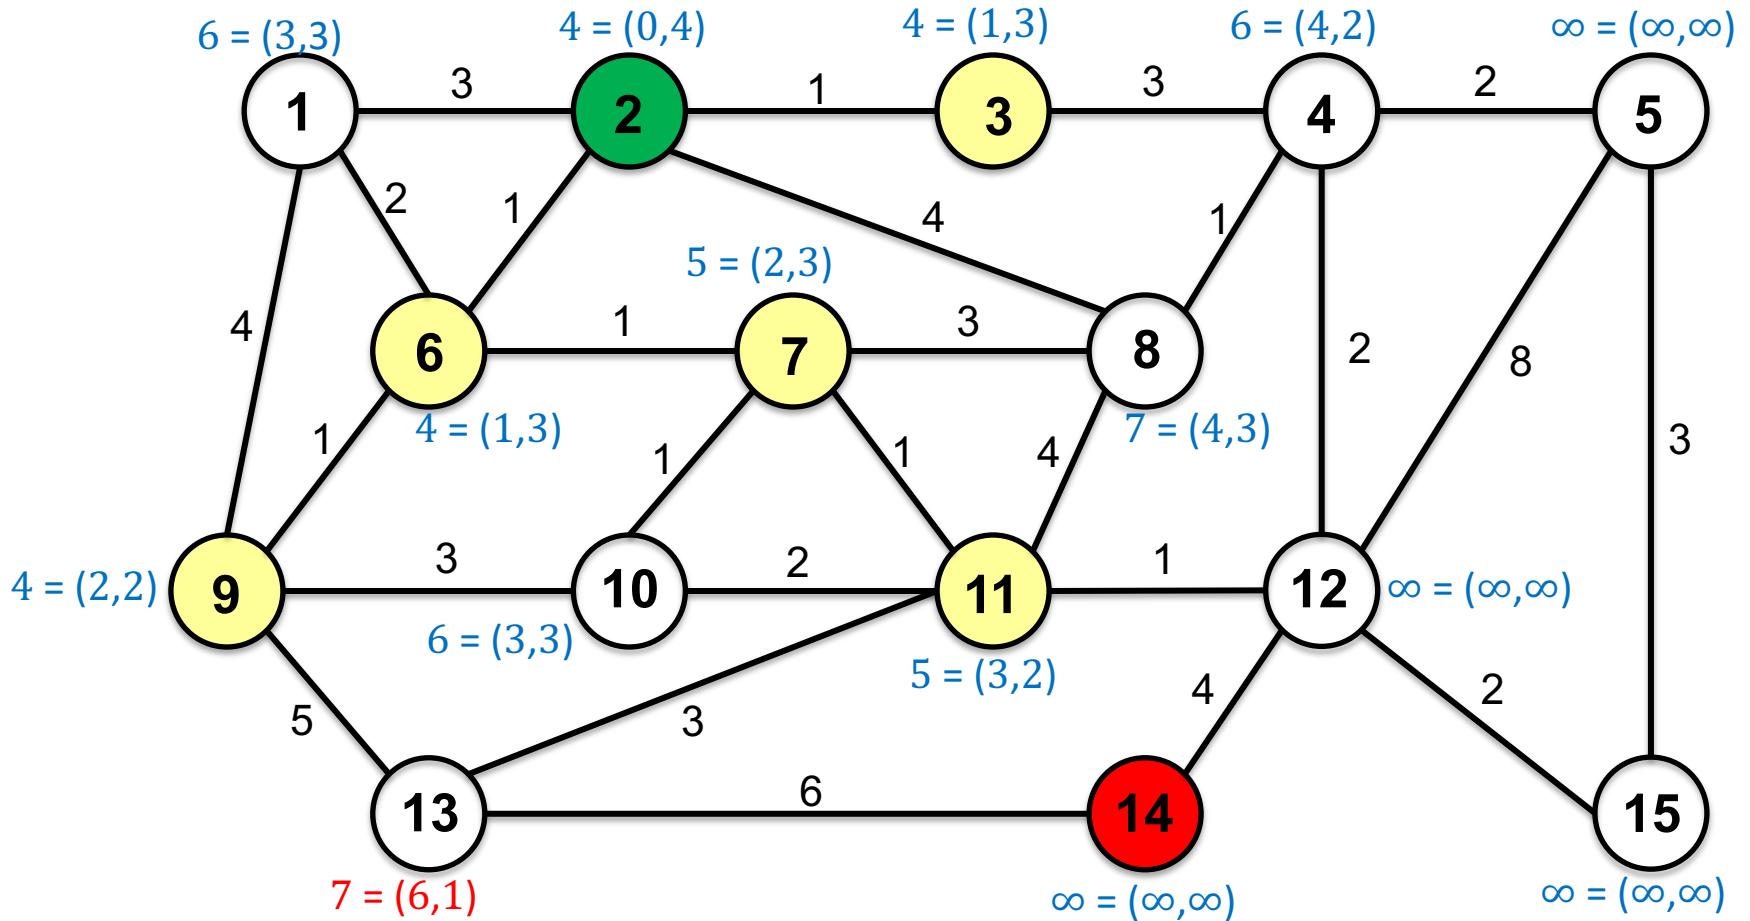 6 = (3,3)
4 = (0,4)
4 = (1,3)
6 = (4,2)
∞ = (∞,∞)
1
3
2
1
3
3
4
2
5
2
1
4
1
5 = (2,3)
4
6
1
7
3
8
2
8
4 = (1,3)
7 = (4,3)
3
1
1
1
4
4 = (2,2)
9
3
10
2
11
1
12
∞ = (∞,∞)
6 = (3,3)
5 = (3,2)
5
3
4
2
13
6
14
15
7 = (6,1)
∞ = (∞,∞)
∞ = (∞,∞)